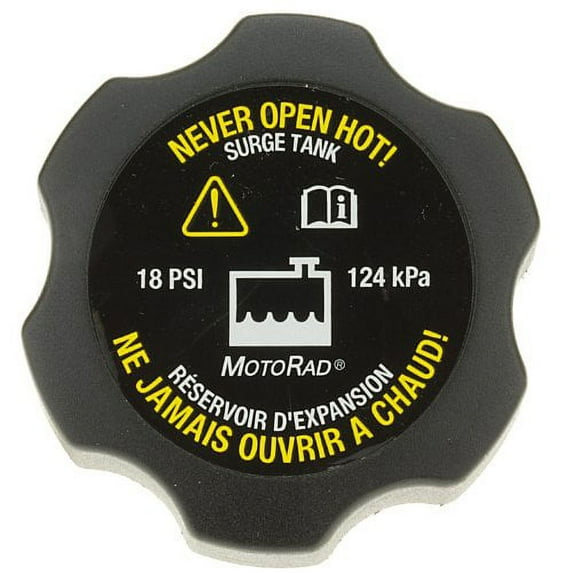 NEVER OPEN HOT!
SURGE TANK
!
i
18 PSI
124 kPa
MOTORAD®
RÉSERVOIR D'EXPANSION
NE JAMAIS OUVRIR A CHAUD!